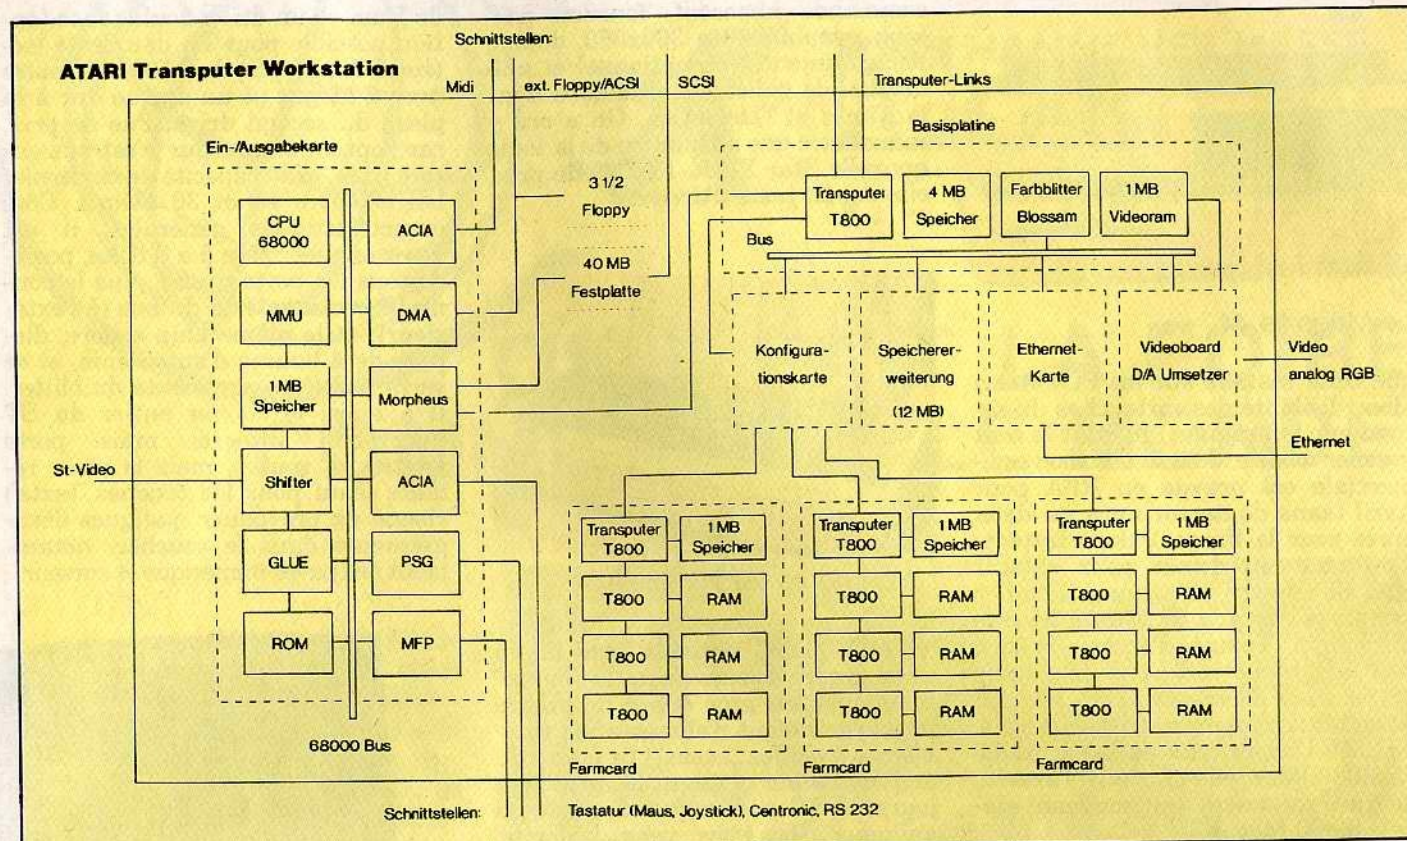 Schnittstellen:
ATARI Transputer Workstation
Midi
ext. Floppy/ACSI
SCSI
Transputer-Links
Ein-/Ausgabekarte
CPU
68000
ACIA
MMU
DMA
1 MB
Speicher
Morpheus
St-Video
Shifter
ACIA
GLUE
PSG
ROM
MFP
68000 Bus
3 1/2
Floppy
40 MB
Festplatte
Basisplatine
Transputer
T800
4 MB
Speicher
Farbblitter
Blossam
1 MB
Videoram
Bus
Konfigura-
tionskarte
Speicherer-
weiterung
(12 MB)
Ethernet-
Karte
Videoboard
D/A Umsetzer
Video
analog RGB
Ethernet
Transputer
T800
1 MB
Speicher
T800
RAM
T800
RAM
T800
RAM
Farmcard
Transputer
T800
1 MB
Speicher
T800
RAM
T800
RAM
T800
RAM
Farmcard
Transputer
T800
1 MB
Speicher
T800
RAM
T800
RAM
T800
RAM
Farmcard
Schnittstellen:
Tastatur (Maus, Joystick), Centronic, RS 232